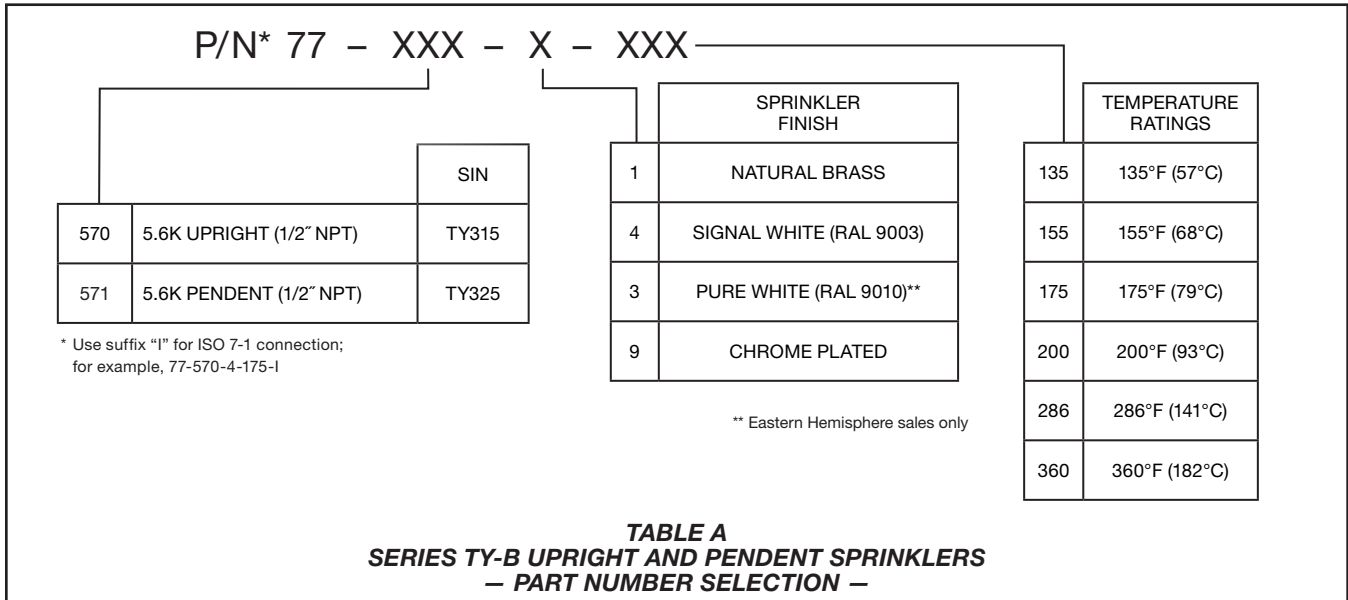 P/N* 77 – XXX – X – XXX
SIN
570 5.6K UPRIGHT (1/2˝ NPT) TY315
571 5.6K PENDENT (1/2˝ NPT) TY325
* Use suffix “I” for ISO 7-1 connection;
for example, 77-570-4-175-I
SPRINKLER
FINISH
1 NATURAL BRASS
4 SIGNAL WHITE (RAL 9003)
3 PURE WHITE (RAL 9010)**
9 CHROME PLATED
** Eastern Hemisphere sales only
TEMPERATURE
RATINGS
135 135°F (57°C)
155 155°F (68°C)
175 175°F (79°C)
200 200°F (93°C)
286 286°F (141°C)
360 360°F (182°C)
TABLE A
SERIES TY-B UPRIGHT AND PENDENT SPRINKLERS
— PART NUMBER SELECTION —